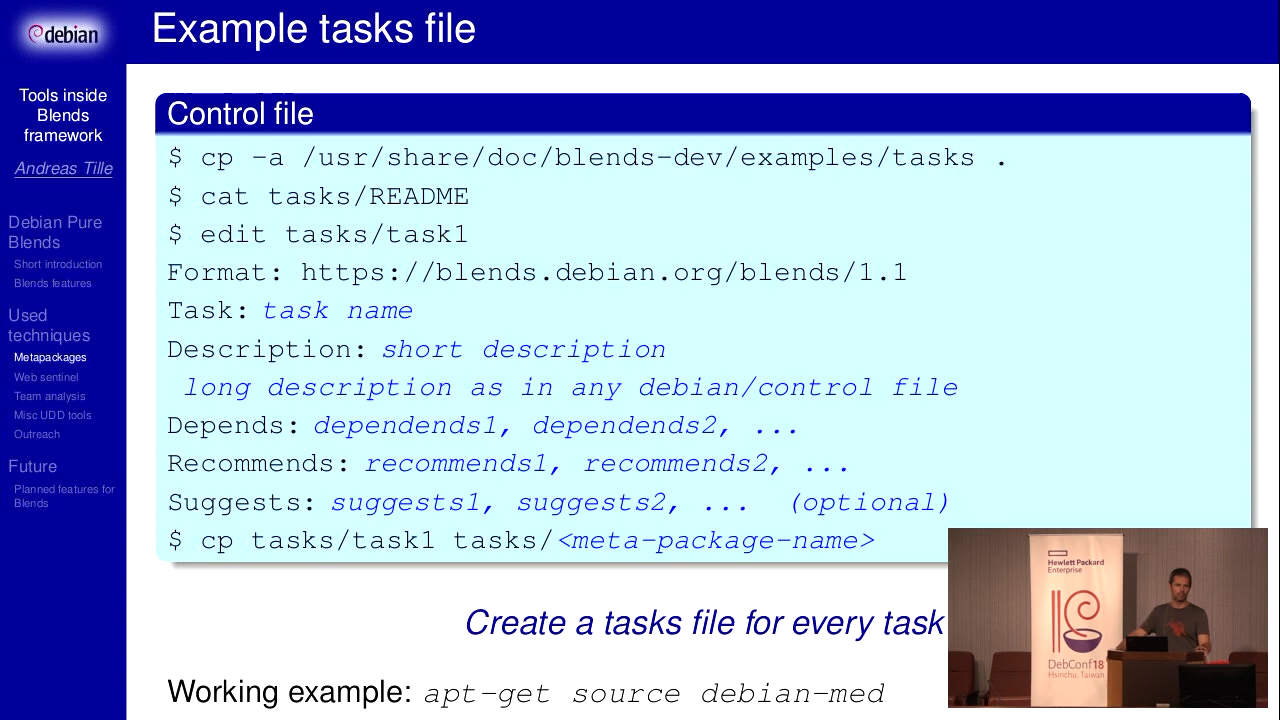 debian
Example tasks file
Tools inside
Blends
framework
Andreas Tille
Debian Pure
Blends
Short introduction
Blends features
Used
techniques
Metapackages
Web sentinel
Team analysis
Misc UDD tools
Outreach
Future
Planned features for
Blends
Control file
$ cp -a /usr/share/doc/blends-dev/examples/tasks .
$ cat tasks/README
$ edit tasks/task1
Format: https://blends.debian.org/blends/1.1
Task: task name
Description: short description
long description as in any debian/control file
Depends: dependends1, dependends2, ...
Recommends: recommends1, recommends2, ...
Suggests: suggests1, suggests2, ... (optional)
$ cp tasks/task1 tasks/<meta-package-name>
Create a tasks file for every task
Working example: apt-get source debian-med
Hewlett Packard
Enterprise
DebConf18
Hsinchu, Taiwan